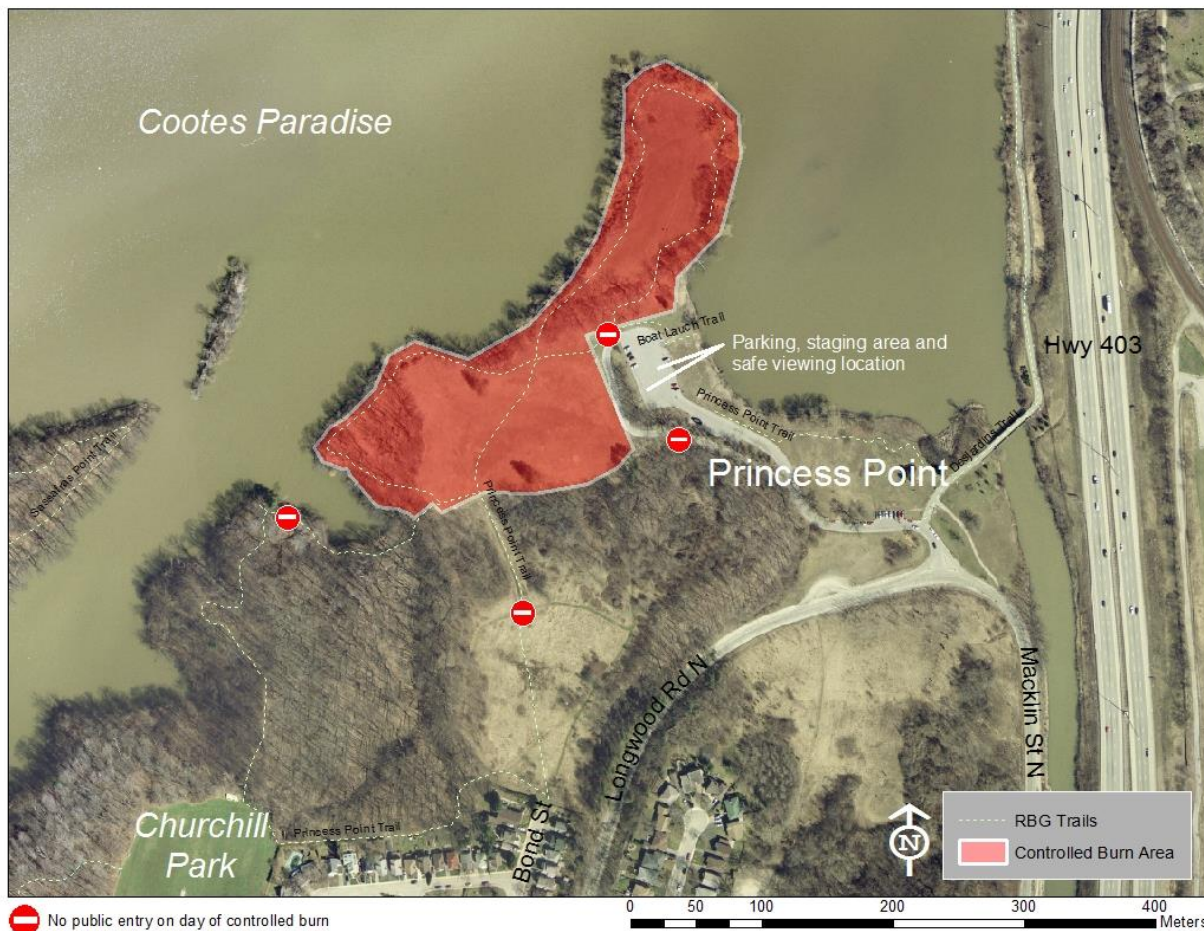 Cootes Paradise
Hwy 403
Boat Lauch Trail
Parking, staging area and
safe viewing location
Princess Point Trail
Desjardins Trail
Princess Point
Sassafras Point Trail
Princess Point Trail
Longwood Rd N
Macklin St N
Churchill
Park
Princess Point Trail
Bond St
N
RBG Trails
Controlled Burn Area
No public entry on day of controlled burn
0 50 100 200 300 400
Meters